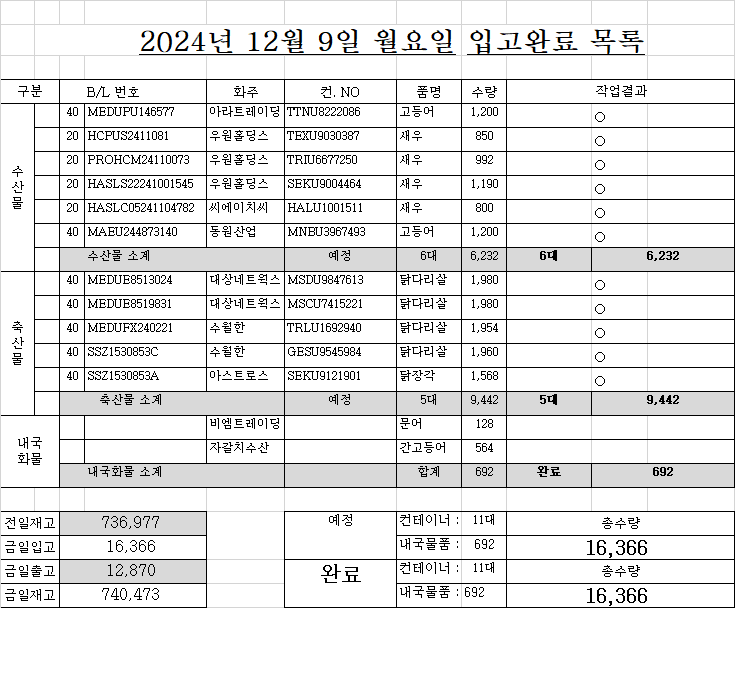 2024년 12월 9일 월요일 입고완료 목록
구분 B/L 번호 화주 컨. NO 품명 수량 작업결과
수산물
40 MEDUPU146577 아라트레이딩 TTNU8222086 고등어 1,200 ○
20 HCPUS2411081 우원홀딩스 TEXU9030387 새우 850 ○
20 PROHCM24110073 우원홀딩스 TRIU6677250 새우 992 ○
20 HASLS22241001545 우원홀딩스 SEKU9004464 새우 1,190 ○
20 HASLC05241104782 씨에이치씨 HALU1001511 새우 800 ○
40 MAEU244873140 동원산업 MNBU3967493 고등어 1,200 ○
수산물 소계 예정 6대 6,232 6대 6,232
축산물
40 MEDUE8513024 대상네트웍스 MSDU9847613 닭다리살 1,980 ○
40 MEDUE8519831 대상네트웍스 MSCU7415221 닭다리살 1,980 ○
40 MEDUFX240221 수월한 TRLU1692940 닭다리살 1,954 ○
40 SSZ1530853C 수월한 GESU9545984 닭다리살 1,960 ○
40 SSZ1530853A 아스트로스 SEKU9121901 닭장각 1,568 ○
축산물 소계 예정 5대 9,442 5대 9,442
내국
화물
비엠트레이딩 문어 128
자갈치수산 간고등어 564
내국화물 소계 합계 692 완료 692
전일재고 736,977 예정 컨테이너 : 11대 총수량
금일입고 16,366 내국물품 : 692 16,366
금일출고 12,870 완료 컨테이너 : 11대 총수량
금일재고 740,473 내국물품 : 692 16,366